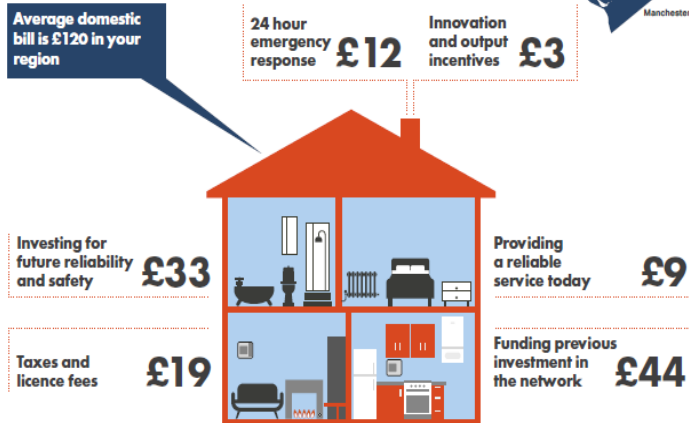 Average domestic
bill is £120 in your
region
24 hour
emergency
response £12
Innovation
and output
incentives £3
Manchester
Investing for
future reliability
and safety £33
Providing
a reliable
service today £9
Taxes and
licence fees £19
Funding previous
investment in
the network £44